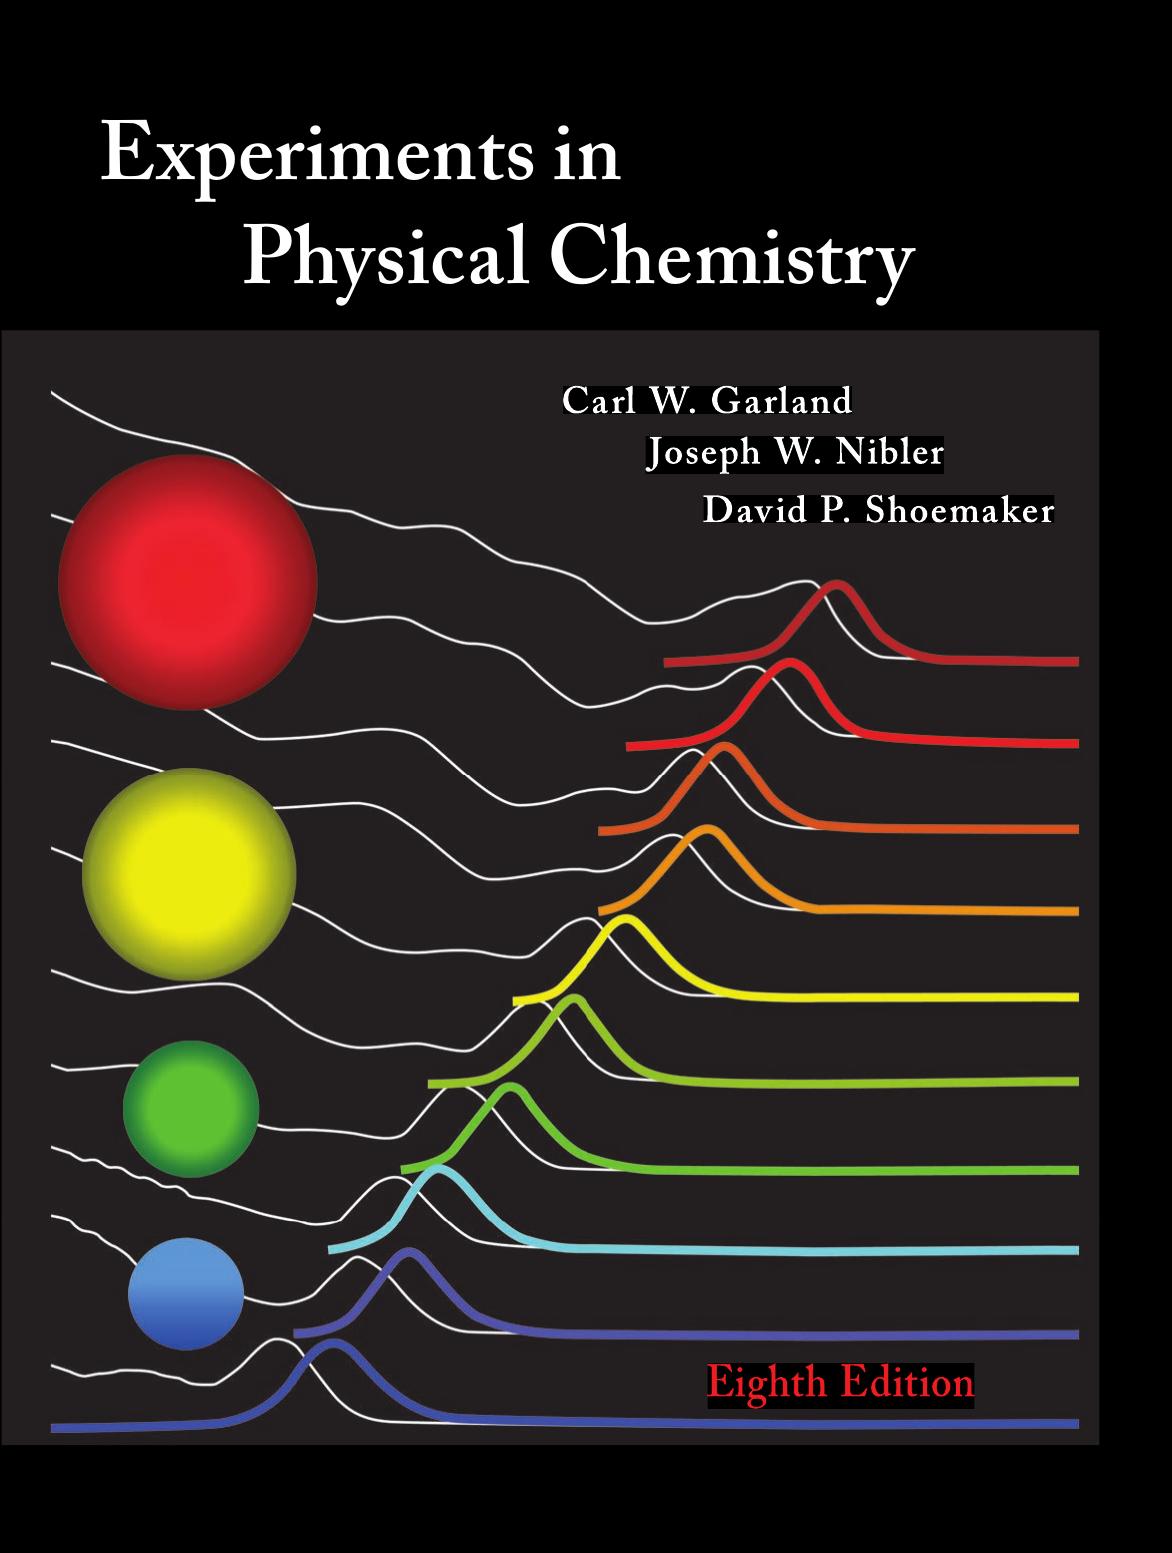 Experiments in
Physical Chemistry
Carl W. Garland
Joseph W. Nibler
David P. Shoemaker
Eighth Edition